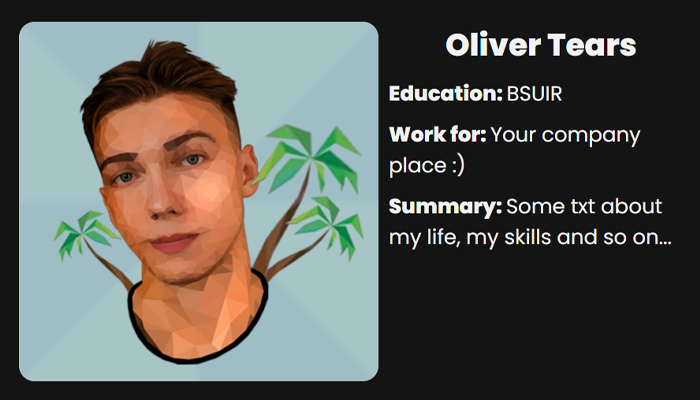 Oliver Tears
Education: BSUIR
Work for: Your company
place :)
Summary: Some txt about
my life, my skills and so on...